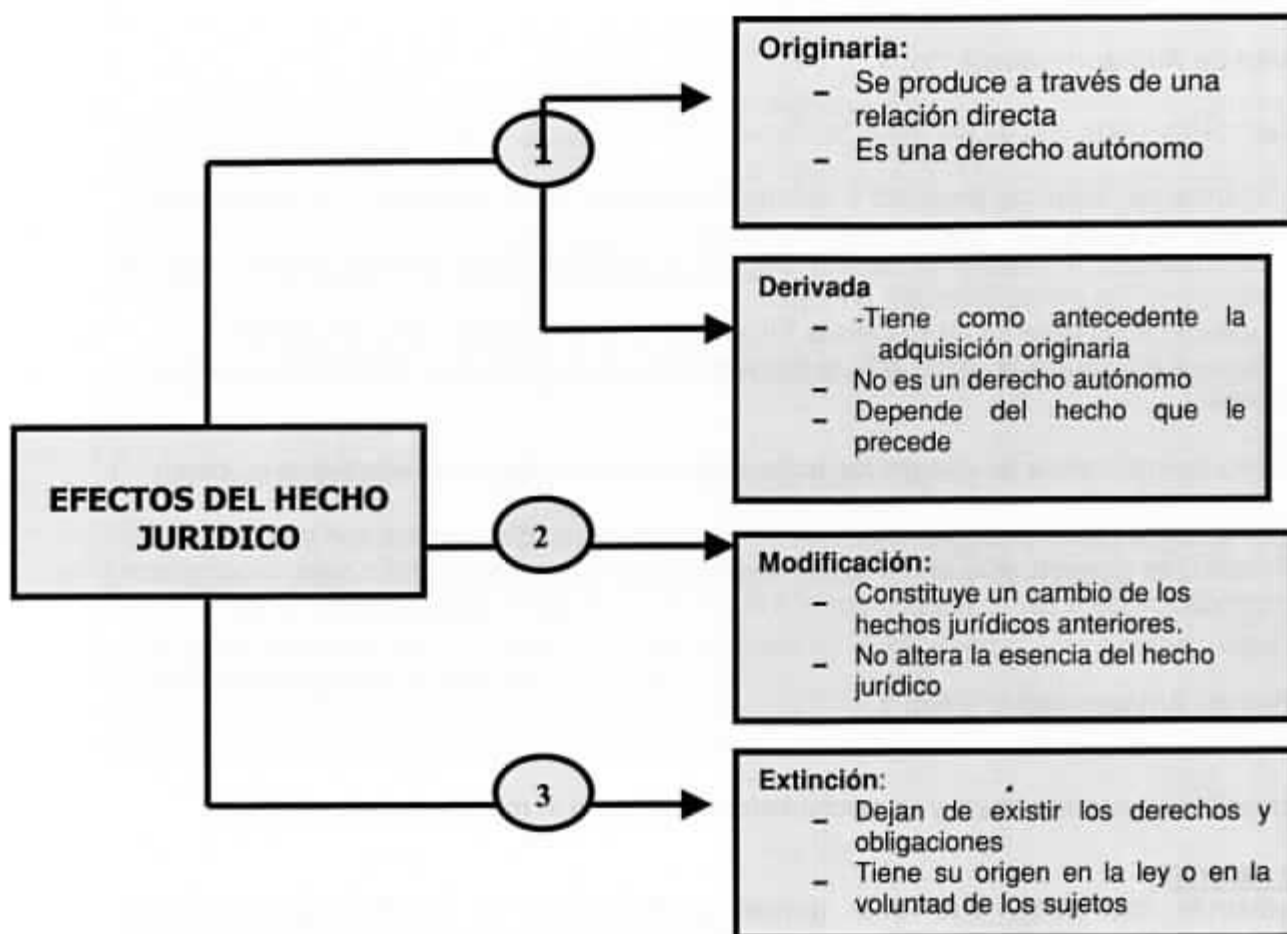 Originaria:
- Se produce a través de una
relación directa
- Es una derecho autónomo
1
Derivada
- -Tiene como antecedente la
adquisición originaria
- No es un derecho autónomo
- Depende del hecho que le
precede
EFECTOS DEL HECHO
JURIDICO
2
Modificación:
- Constituye un cambio de los
hechos jurídicos anteriores.
- No altera la esencia del hecho
jurídico
3
Extinción:
- Dejan de existir los derechos y
obligaciones
- Tiene su origen en la ley o en la
voluntad de los sujetos